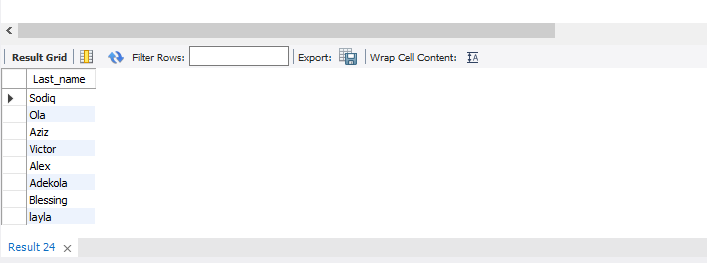 Result Grid Filter Rows: Export: Wrap Cell Content:
Last_name
Sodiq
Ola
Aziz
Victor
Alex
Adekola
Blessing
layla
Result 24